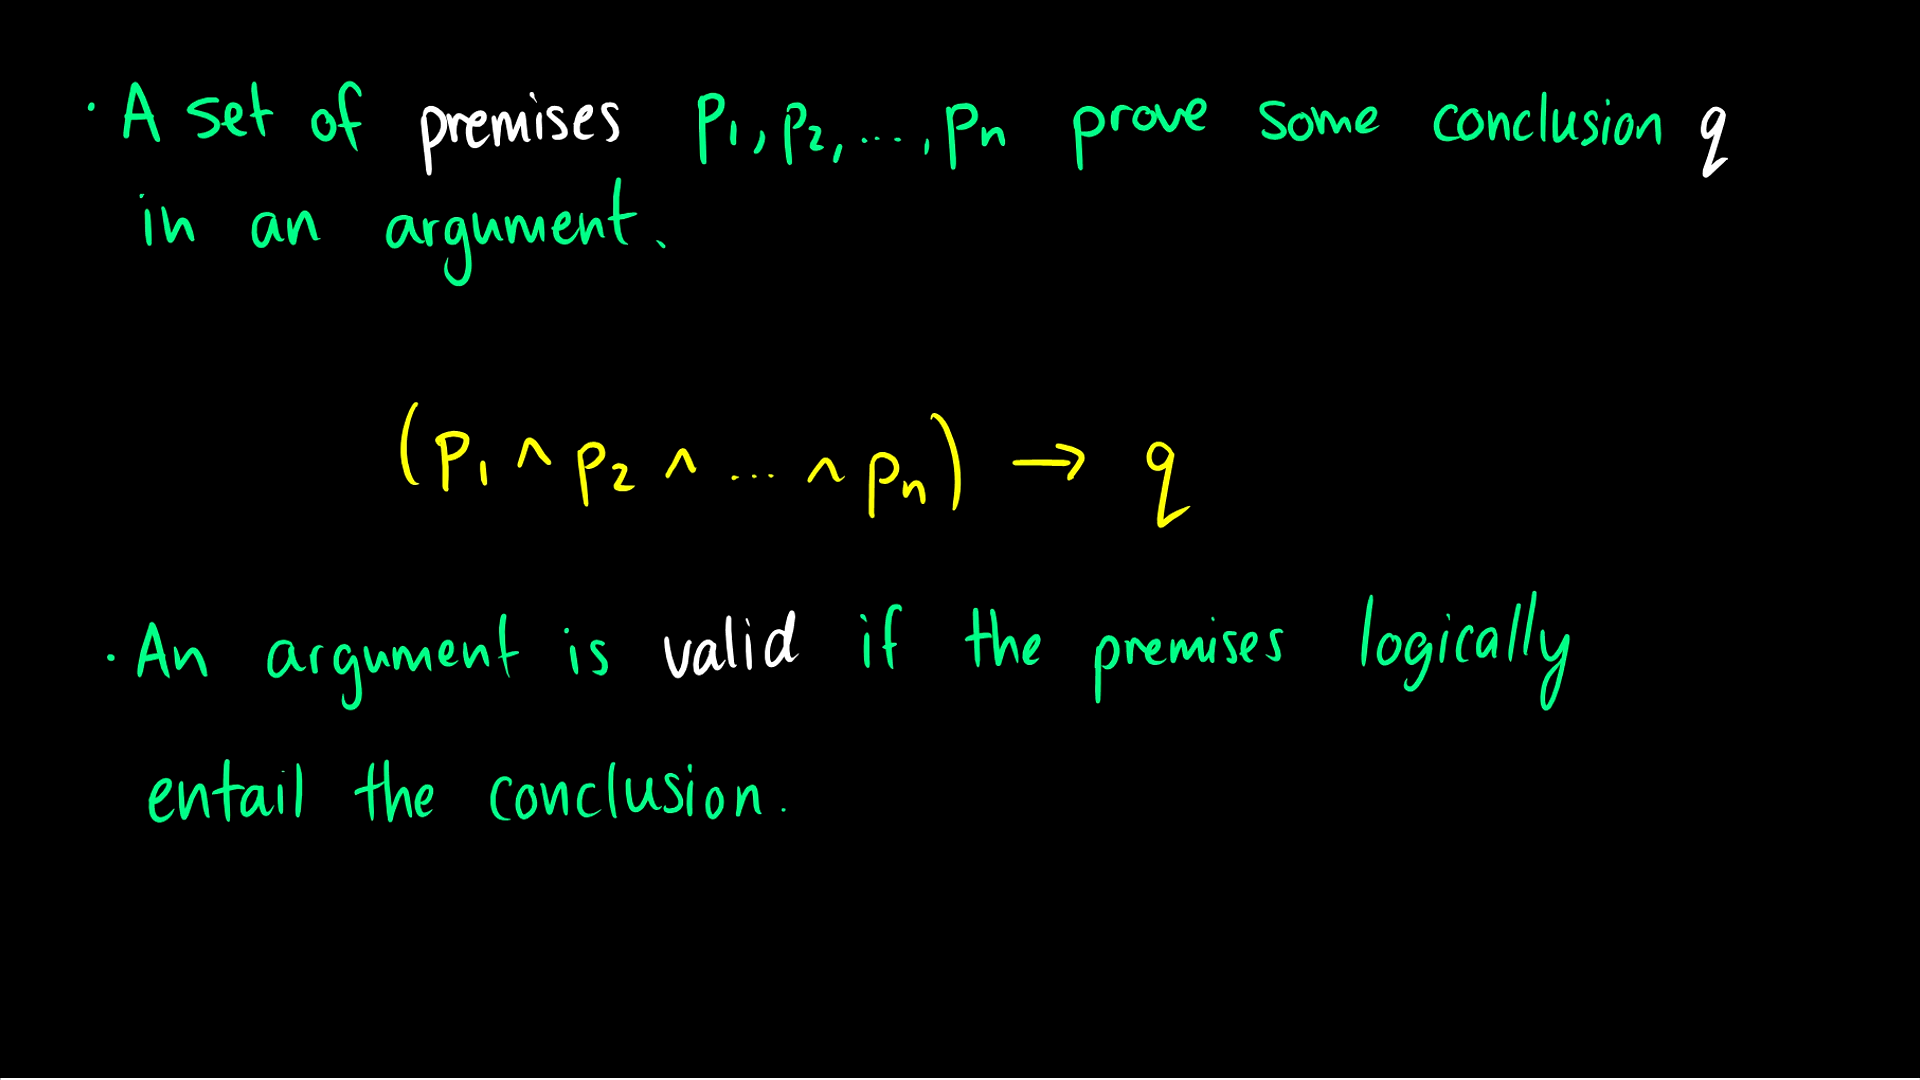 · A set of premises p₁, p₂, ..., pₙ prove some conclusion q
in an argument.
(p₁ ∧ p₂ ∧ ... ∧ pₙ) → q
· An argument is valid if the premises logically
entail the conclusion.